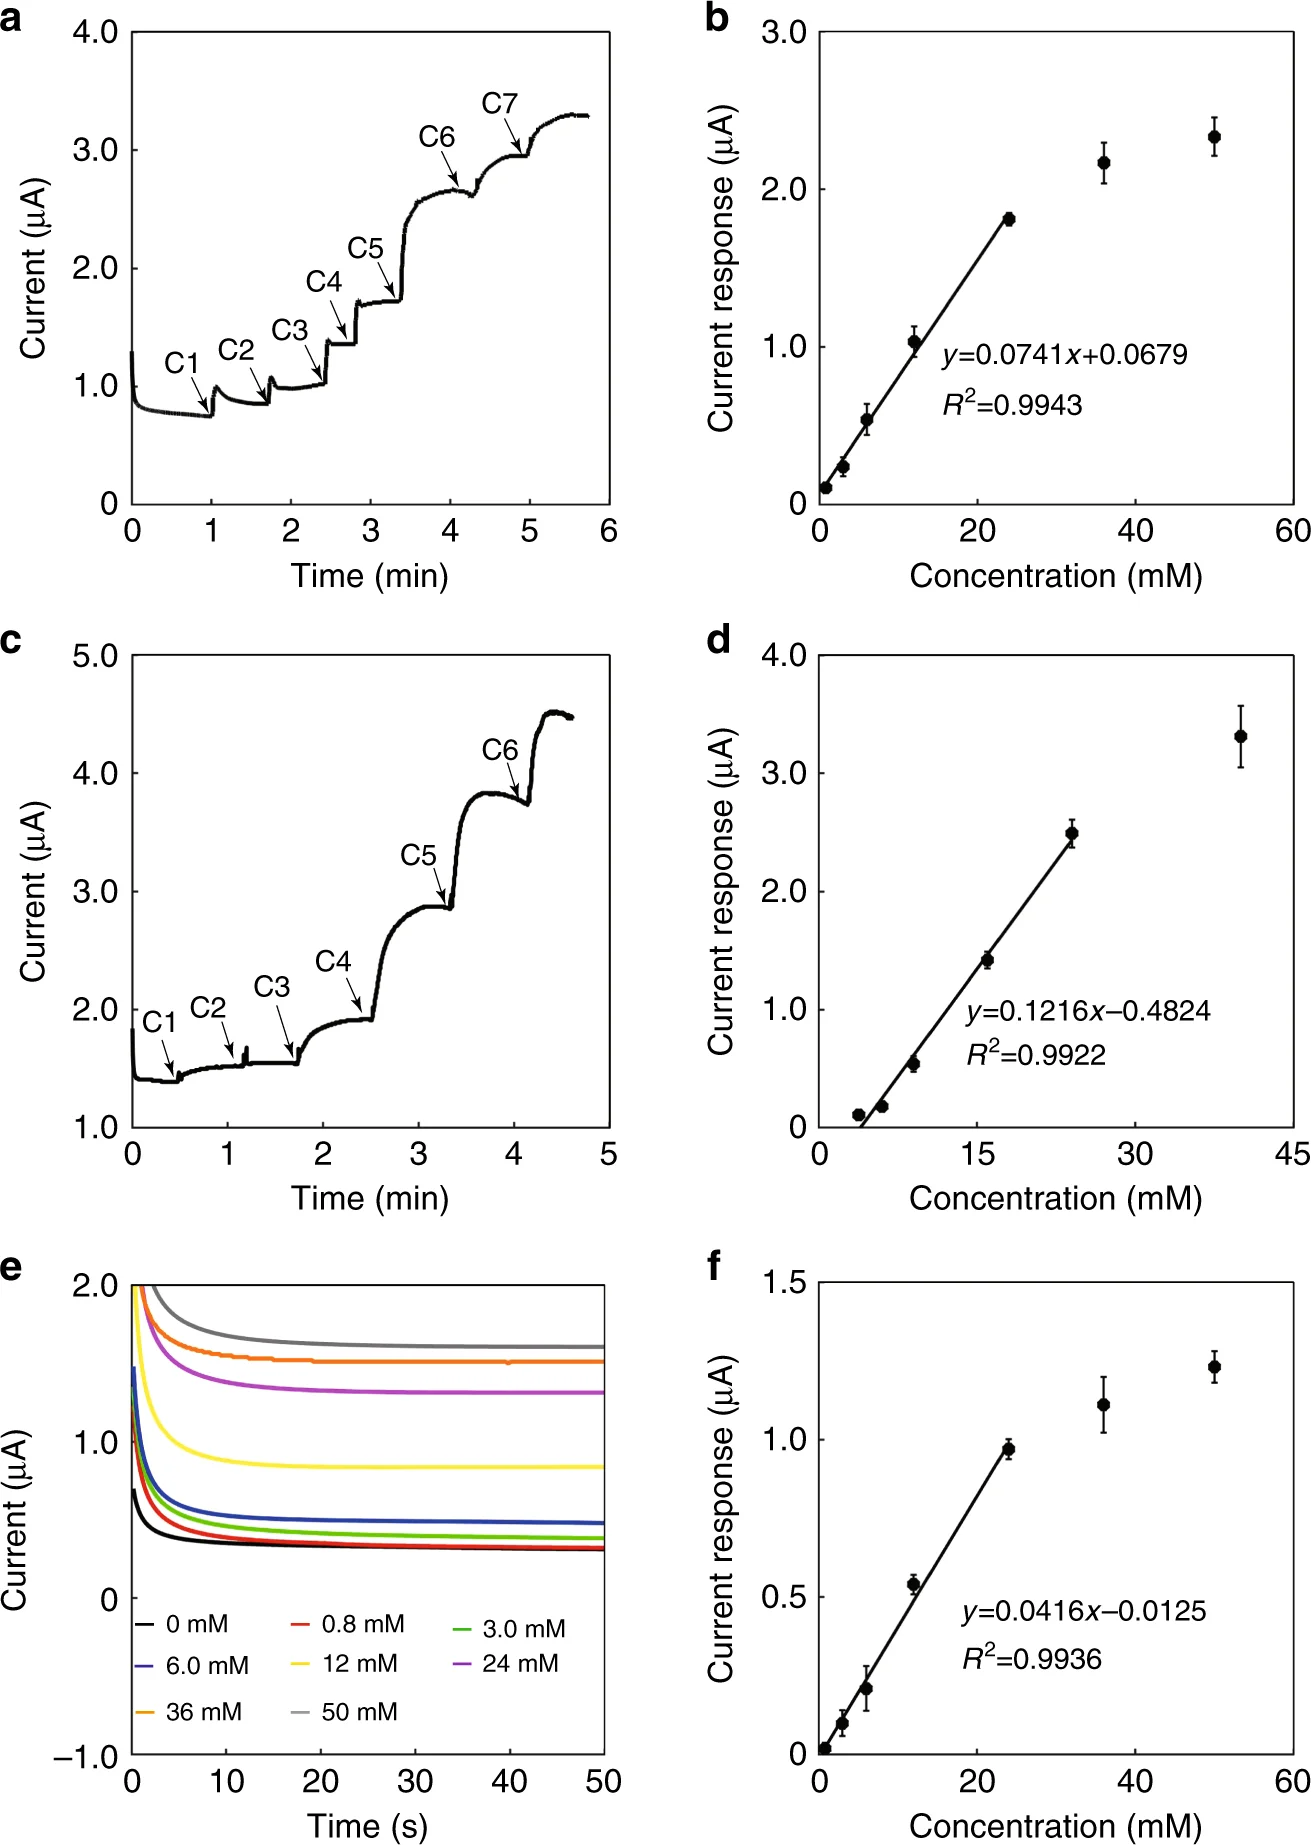 a
4.0
3.0
2.0
1.0
0
Current (μA)
C1
C2
C3
C4
C5
C6
C7
0 1 2 3 4 5 6
Time (min)
b
3.0
2.0
1.0
0
Current response (μA)
y=0.0741x+0.0679
R²=0.9943
0 20 40 60
Concentration (mM)
c
5.0
4.0
3.0
2.0
1.0
Current (μA)
C1
C2
C3
C4
C5
C6
0 1 2 3 4 5
Time (min)
d
4.0
3.0
2.0
1.0
0
Current response (μA)
y=0.1216x–0.4824
R²=0.9922
0 15 30 45
Concentration (mM)
e
2.0
1.0
0
–1.0
Current (μA)
0 mM 0.8 mM 3.0 mM
6.0 mM 12 mM 24 mM
36 mM 50 mM
0 10 20 30 40 50
Time (s)
f
1.5
1.0
0.5
0
Current response (μA)
y=0.0416x–0.0125
R²=0.9936
0 20 40 60
Concentration (mM)